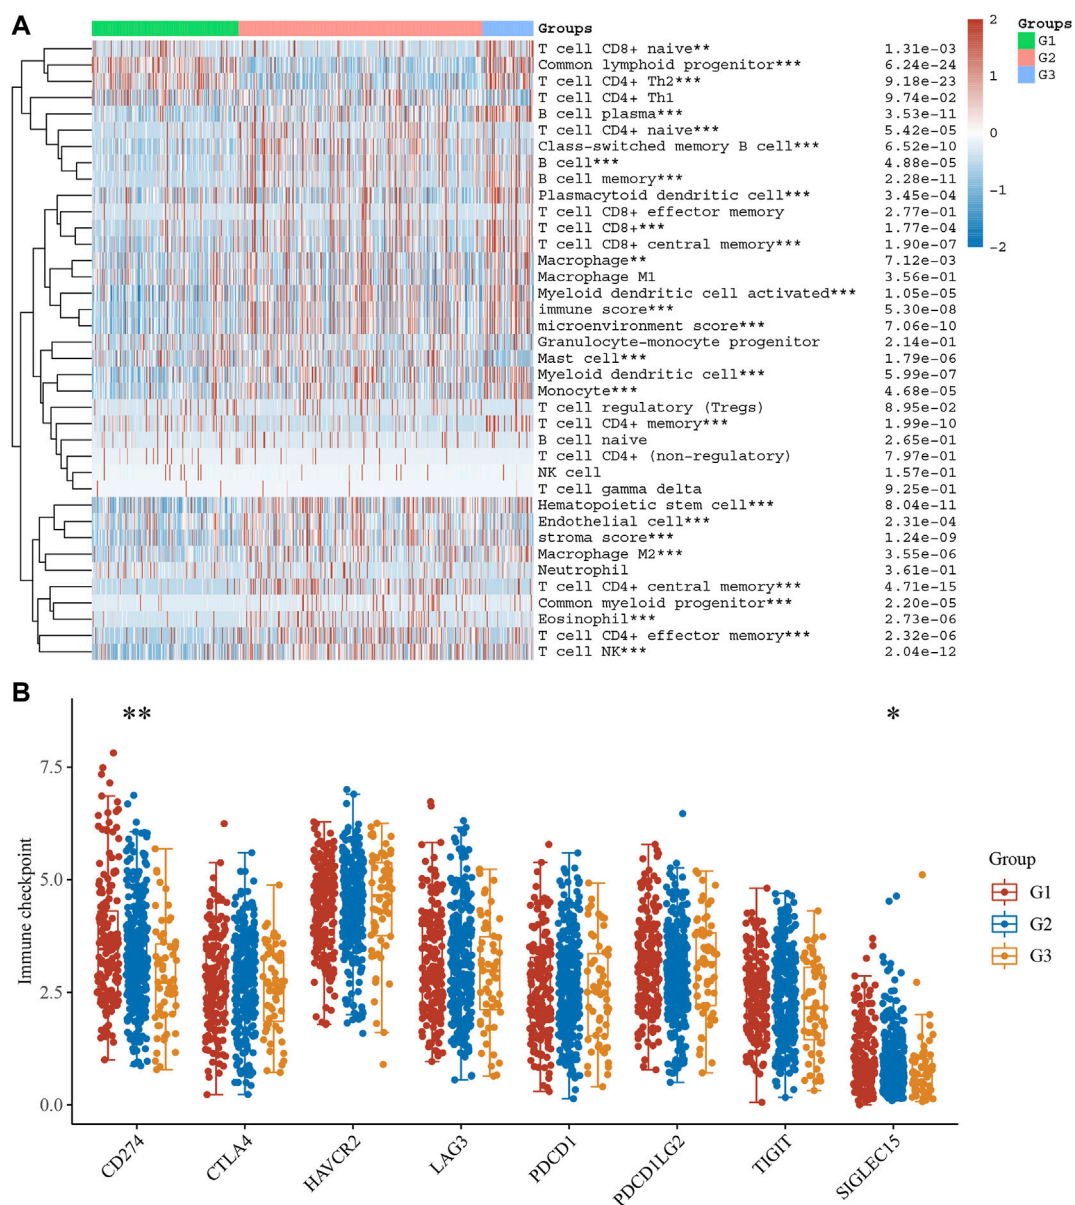 A
Groups
T cell CD8+ naive** 1.31e-03
Common lymphoid progenitor*** 6.24e-24
T cell CD4+ Th2*** 9.18e-23
T cell CD4+ Th1 9.74e-02
B cell plasma*** 3.53e-11
T cell CD4+ naive*** 5.42e-05
Class-switched memory B cell*** 6.52e-10
B cell*** 4.88e-05
B cell memory*** 2.28e-11
Plasmacytoid dendritic cell*** 3.45e-04
T cell CD8+ effector memory 2.77e-01
T cell CD8+*** 1.77e-04
T cell CD8+ central memory*** 1.90e-07
Macrophage** 7.12e-03
Macrophage M1 3.56e-01
Myeloid dendritic cell activated*** 1.05e-05
immune score*** 5.30e-08
microenvironment score*** 7.06e-10
Granulocyte-monocyte progenitor 2.14e-01
Mast cell*** 1.79e-06
Myeloid dendritic cell*** 5.99e-07
Monocyte*** 4.68e-05
T cell regulatory (Tregs) 8.95e-02
T cell CD4+ memory*** 1.99e-10
B cell naive 2.65e-01
T cell CD4+ (non-regulatory) 7.97e-01
NK cell 1.57e-01
T cell gamma delta 9.25e-01
Hematopoietic stem cell*** 8.04e-11
Endothelial cell*** 2.31e-04
stroma score*** 1.24e-09
Macrophage M2*** 3.55e-06
Neutrophil 3.61e-01
T cell CD4+ central memory*** 4.71e-15
Common myeloid progenitor*** 2.20e-05
Eosinophil*** 2.73e-06
T cell CD4+ effector memory*** 2.32e-06
T cell NK*** 2.04e-12
2
1
0
−1
−2
Groups
G1
G2
G3
B
** *
Immune checkpoint
7.5
5.0
2.5
0.0
CD274
CTLA4
HAVCR2
LAG3
PDCD1
PDCD1LG2
TIGIT
SIGLEC15
Group
G1
G2
G3